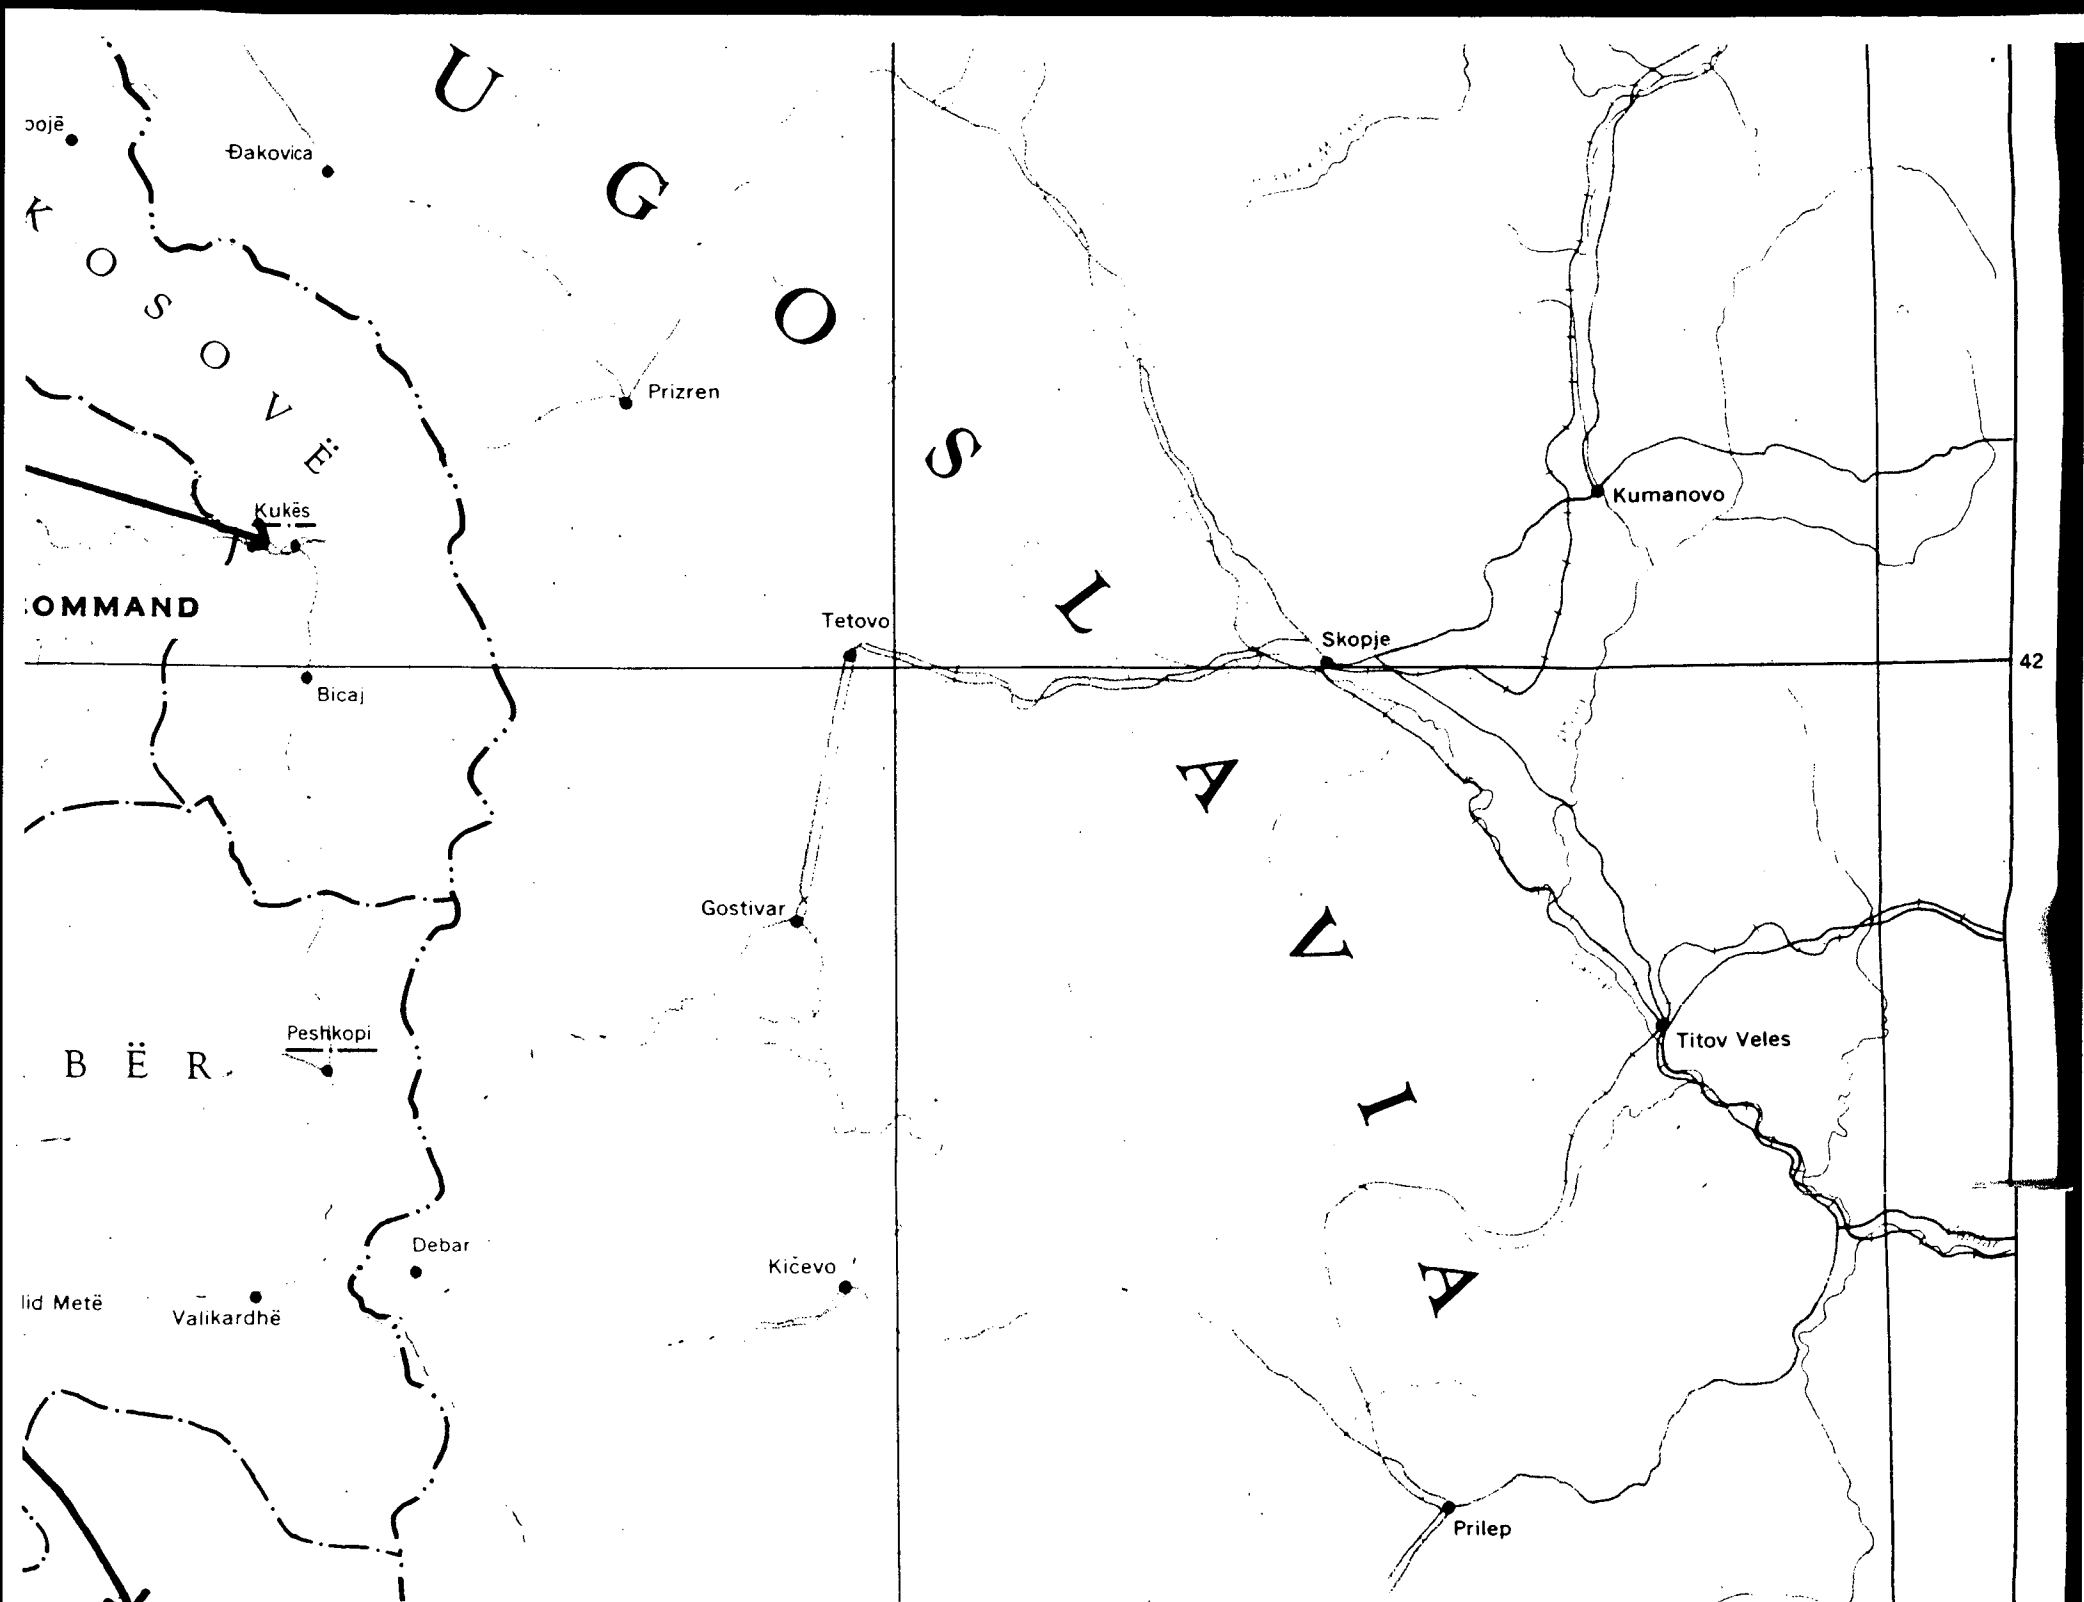 U
G
O
S
L
A
V
I
A
ojë
Đakovica
K
O
S
O
V
Ë
Prizren
Kukës
Kumanovo
OMMAND
Tetovo
Skopje
42
Bicaj
Gostivar
Peshkopi
B Ë R
Titov Veles
Debar
Kičevo
lid Metë
Valikardhë
Prilep